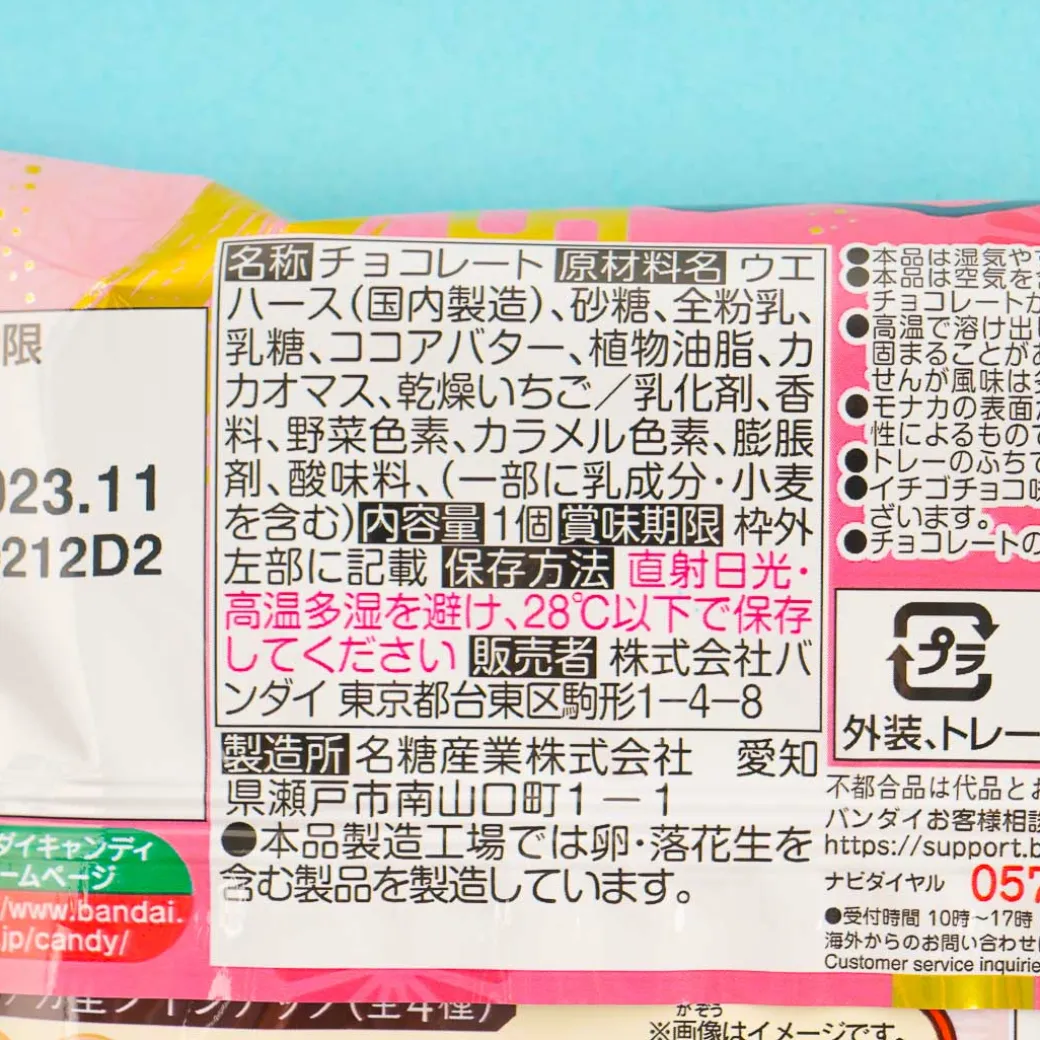 限
023.11
212D2
ダイキャンディ
ームページ
/www.bandai.
jp/candy/
名称 チョコレート 原材料名 ウエ
ハース(国内製造)、砂糖、全粉乳、
乳糖、ココアバター、植物油脂、カ
カオマス、乾燥いちご/乳化剤、香
料、野菜色素、カラメル色素、膨脹
剤、酸味料、(一部に乳成分・小麦
を含む) 内容量 1個 賞味期限 枠外
左部に記載 保存方法 直射日光・
高温多湿を避け、28℃以下で保存
してください 販売者 株式会社バ
ンダイ 東京都台東区駒形1-4-8
製造所 名糖産業株式会社 愛知
県瀬戸市南山口町1-1
●本品製造工場では卵・落花生を
含む製品を製造しています。
●本品は湿気や
●本品は空気を
チョコレートが
●高温で溶け出し
固まることがあ
せんが風味は
●モナカの表面
性によるもので
●トレーのふちで
●イチゴチョコ味
ざいます。
●チョコレートの
プラ
外装、トレー
不都合品は代品とお
バンダイお客様相談
https://support.b
ナビダイヤル 057
●受付時間 10時~17時
海外からのお問い合わせは
Customer service inquirie
ラインナップ(全4種)
がぞう
※画像はイメージです。